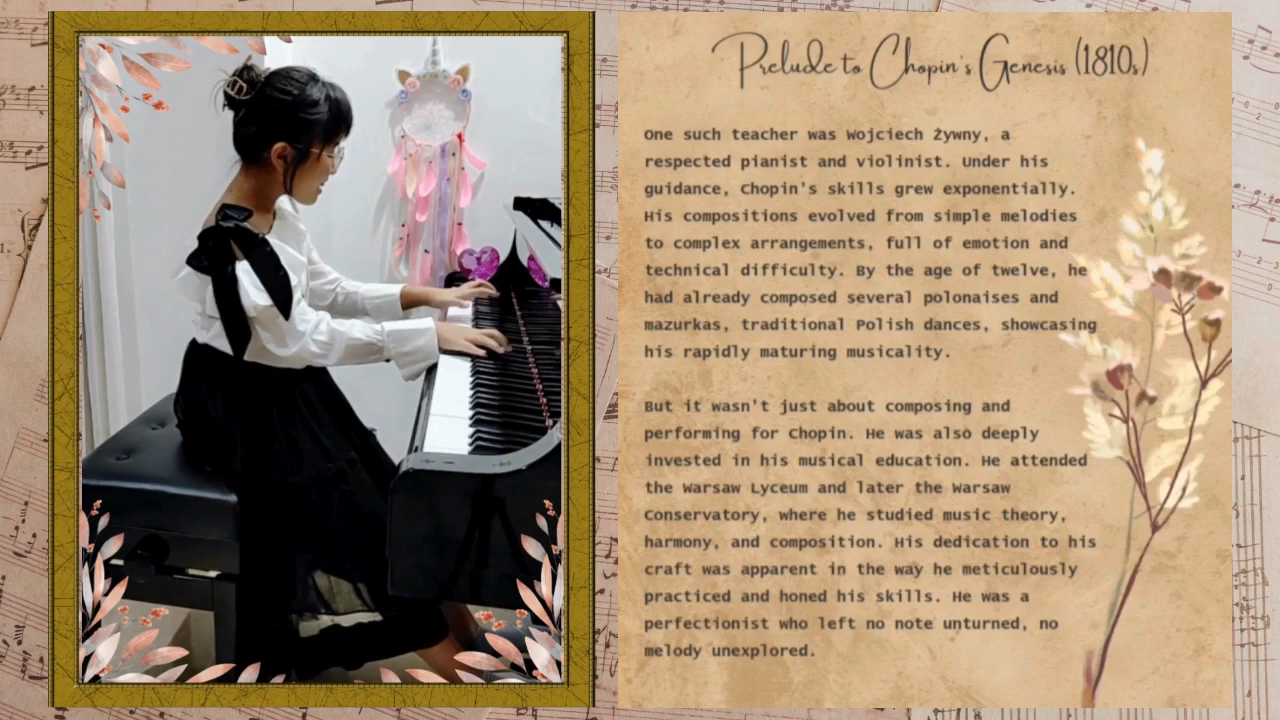 Prelude to Chopin's Genesis (1810s)
One such teacher was Wojciech Żywny, a
respected pianist and violinist. Under his
guidance, Chopin's skills grew exponentially.
His compositions evolved from simple melodies
to complex arrangements, full of emotion and
technical difficulty. By the age of twelve, he
had already composed several polonaises and
mazurkas, traditional Polish dances, showcasing
his rapidly maturing musicality.
But it wasn't just about composing and
performing for Chopin. He was also deeply
invested in his musical education. He attended
the Warsaw Lyceum and later the Warsaw
Conservatory, where he studied music theory,
harmony, and composition. His dedication to his
craft was apparent in the way he meticulously
practiced and honed his skills. He was a
perfectionist who left no note unturned, no
melody unexplored.